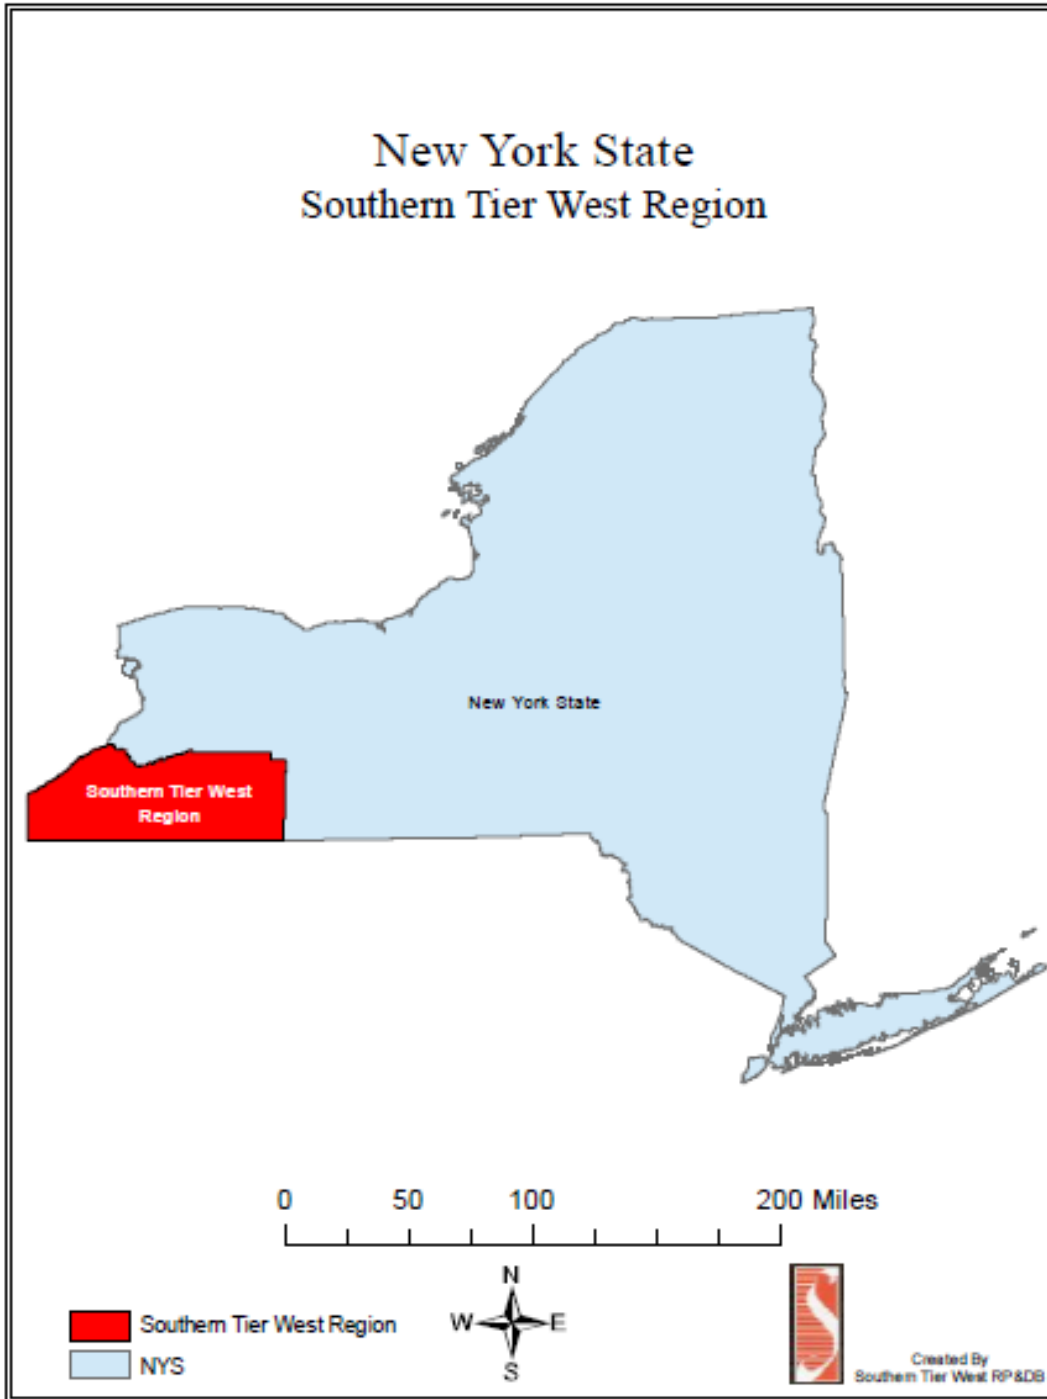 New York State
Southern Tier West Region
New York State
Southern Tier West
Region
0 50 100 200 Miles
N
W E
S
Southern Tier West Region
NYS
Created By
Southern Tier West RP&DB